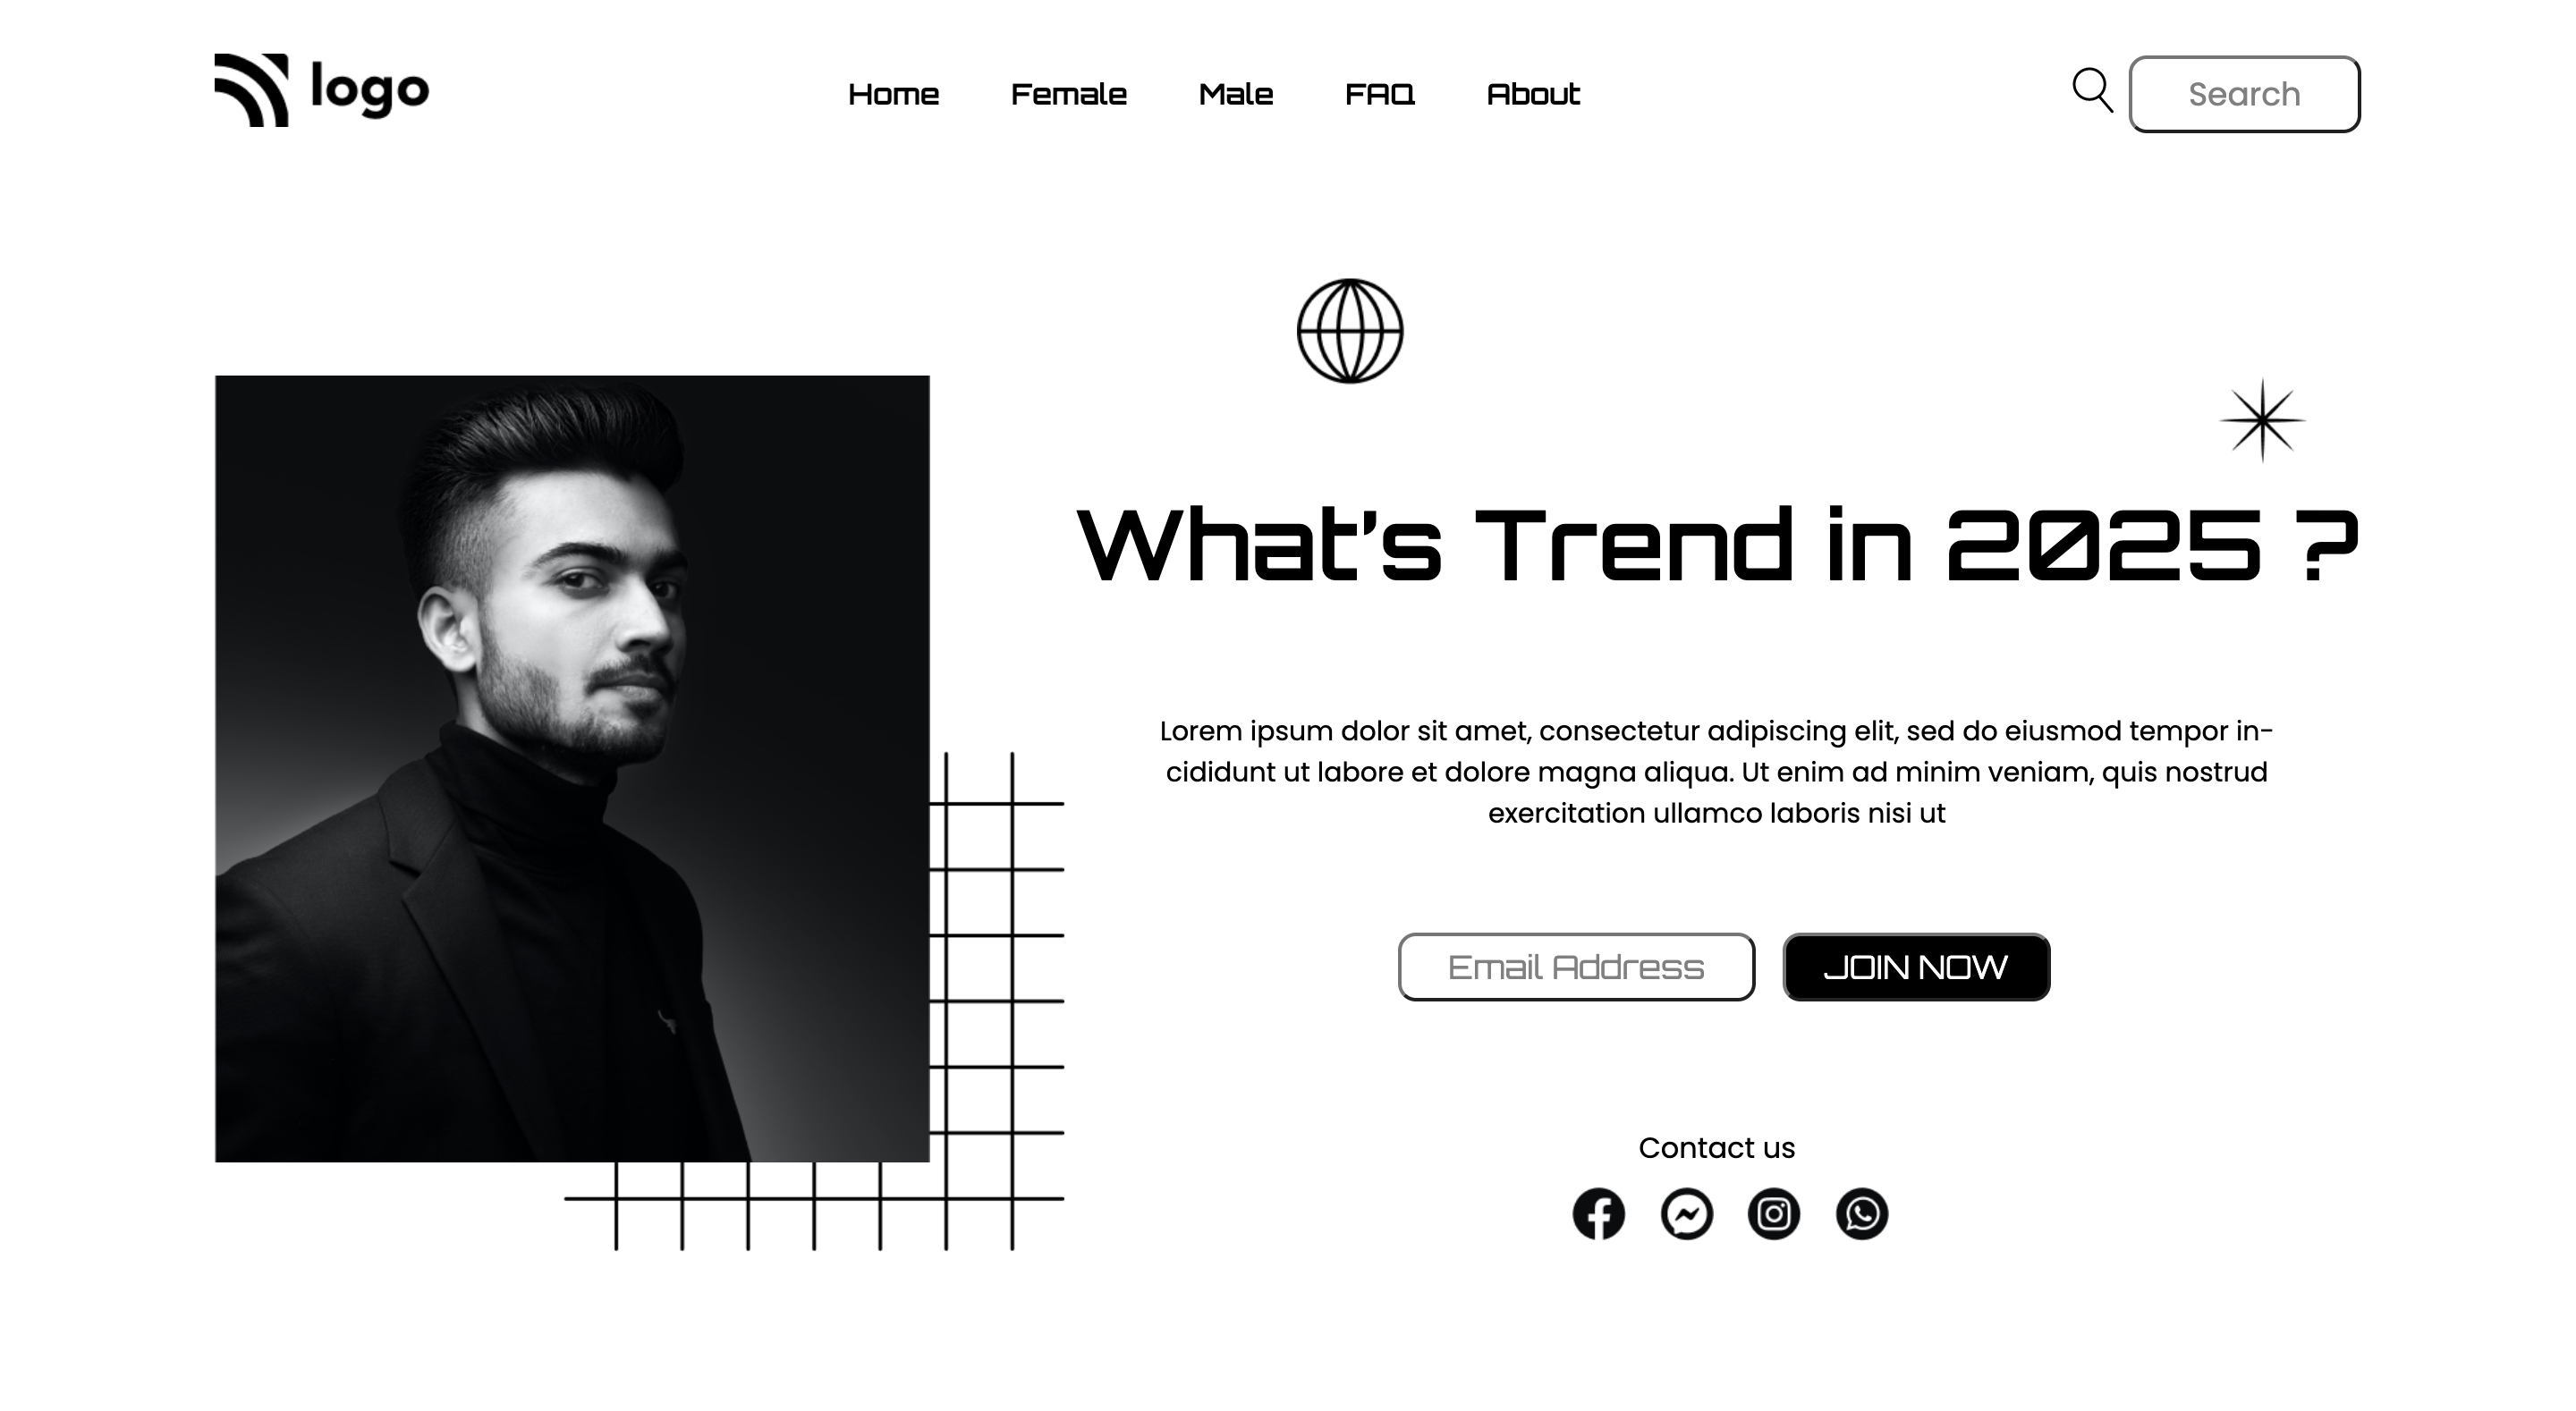 logo
Home Female Male FAQ About
Search
What's Trend in 2025 ?
Lorem ipsum dolor sit amet, consectetur adipiscing elit, sed do eiusmod tempor in-
cididunt ut labore et dolore magna aliqua. Ut enim ad minim veniam, quis nostrud
exercitation ullamco laboris nisi ut
Email Address
JOIN NOW
Contact us